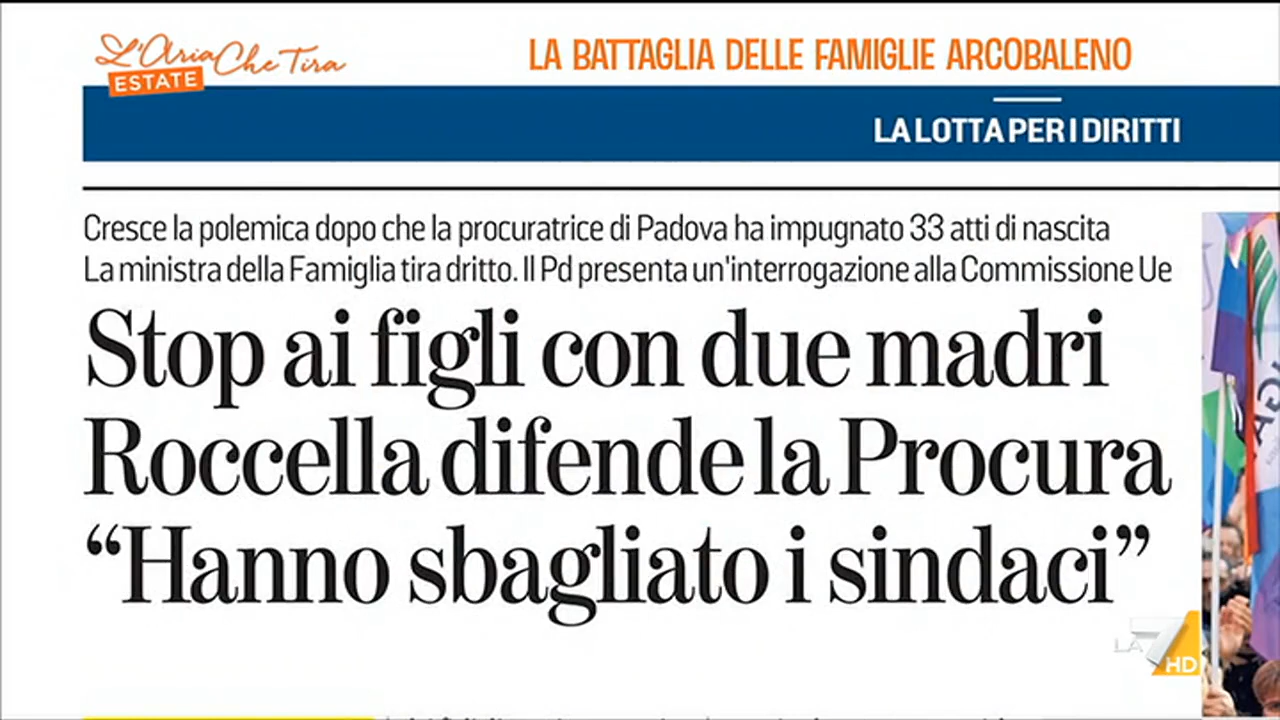 L'Aria Che Tira
ESTATE
LA BATTAGLIA DELLE FAMIGLIE ARCOBALENO
LA LOTTA PER I DIRITTI
Cresce la polemica dopo che la procuratrice di Padova ha impugnato 33 atti di nascita
La ministra della Famiglia tira dritto. Il Pd presenta un'interrogazione alla Commissione Ue
Stop ai figli con due madri
Roccella difende la Procura
“Hanno sbagliato i sindaci”
LA 7 HD